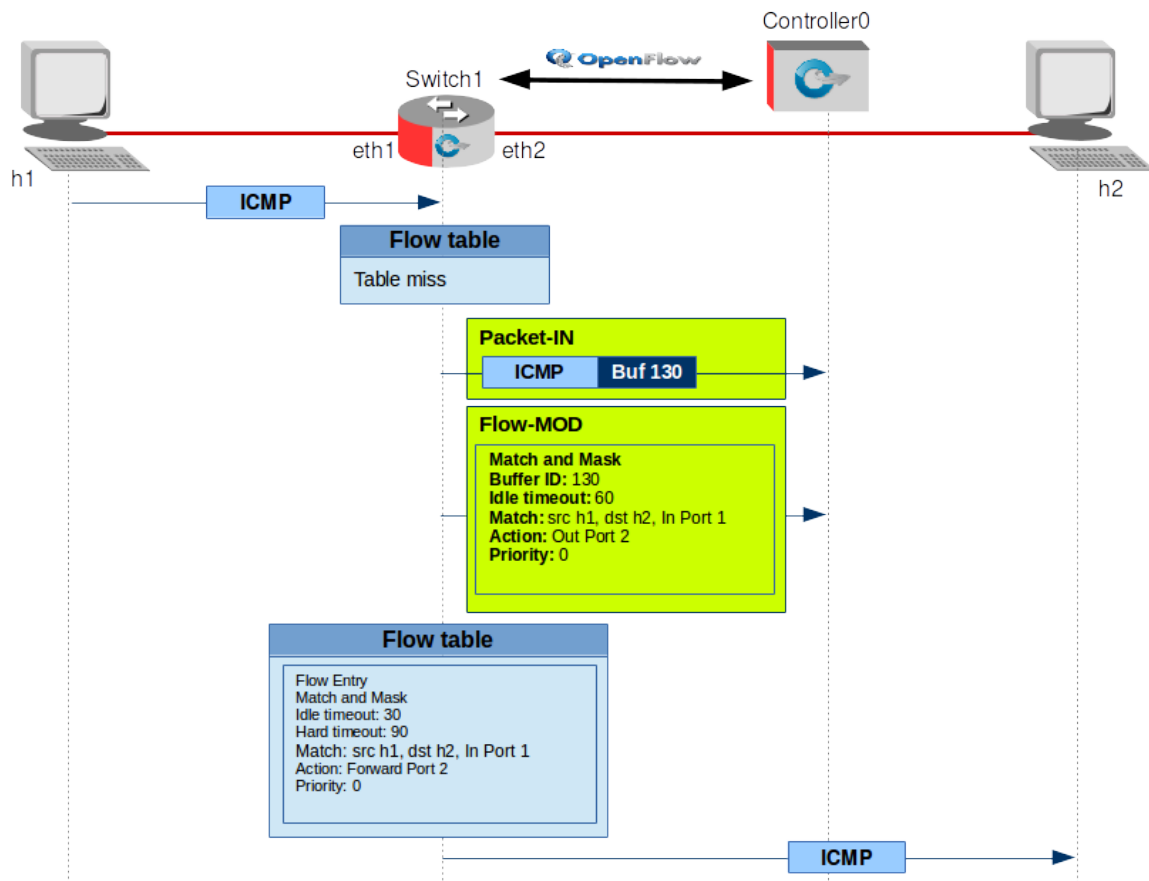 Controller0
OpenFlow
Switch1
eth1
eth2
h1
h2
ICMP
Flow table
Table miss
Packet-IN
ICMP
Buf 130
Flow-MOD
Match and Mask
Buffer ID: 130
Idle timeout: 60
Match: src h1, dst h2, In Port 1
Action: Out Port 2
Priority: 0
Flow table
Flow Entry
Match and Mask
Idle timeout: 30
Hard timeout: 90
Match: src h1, dst h2, In Port 1
Action: Forward Port 2
Priority: 0
ICMP